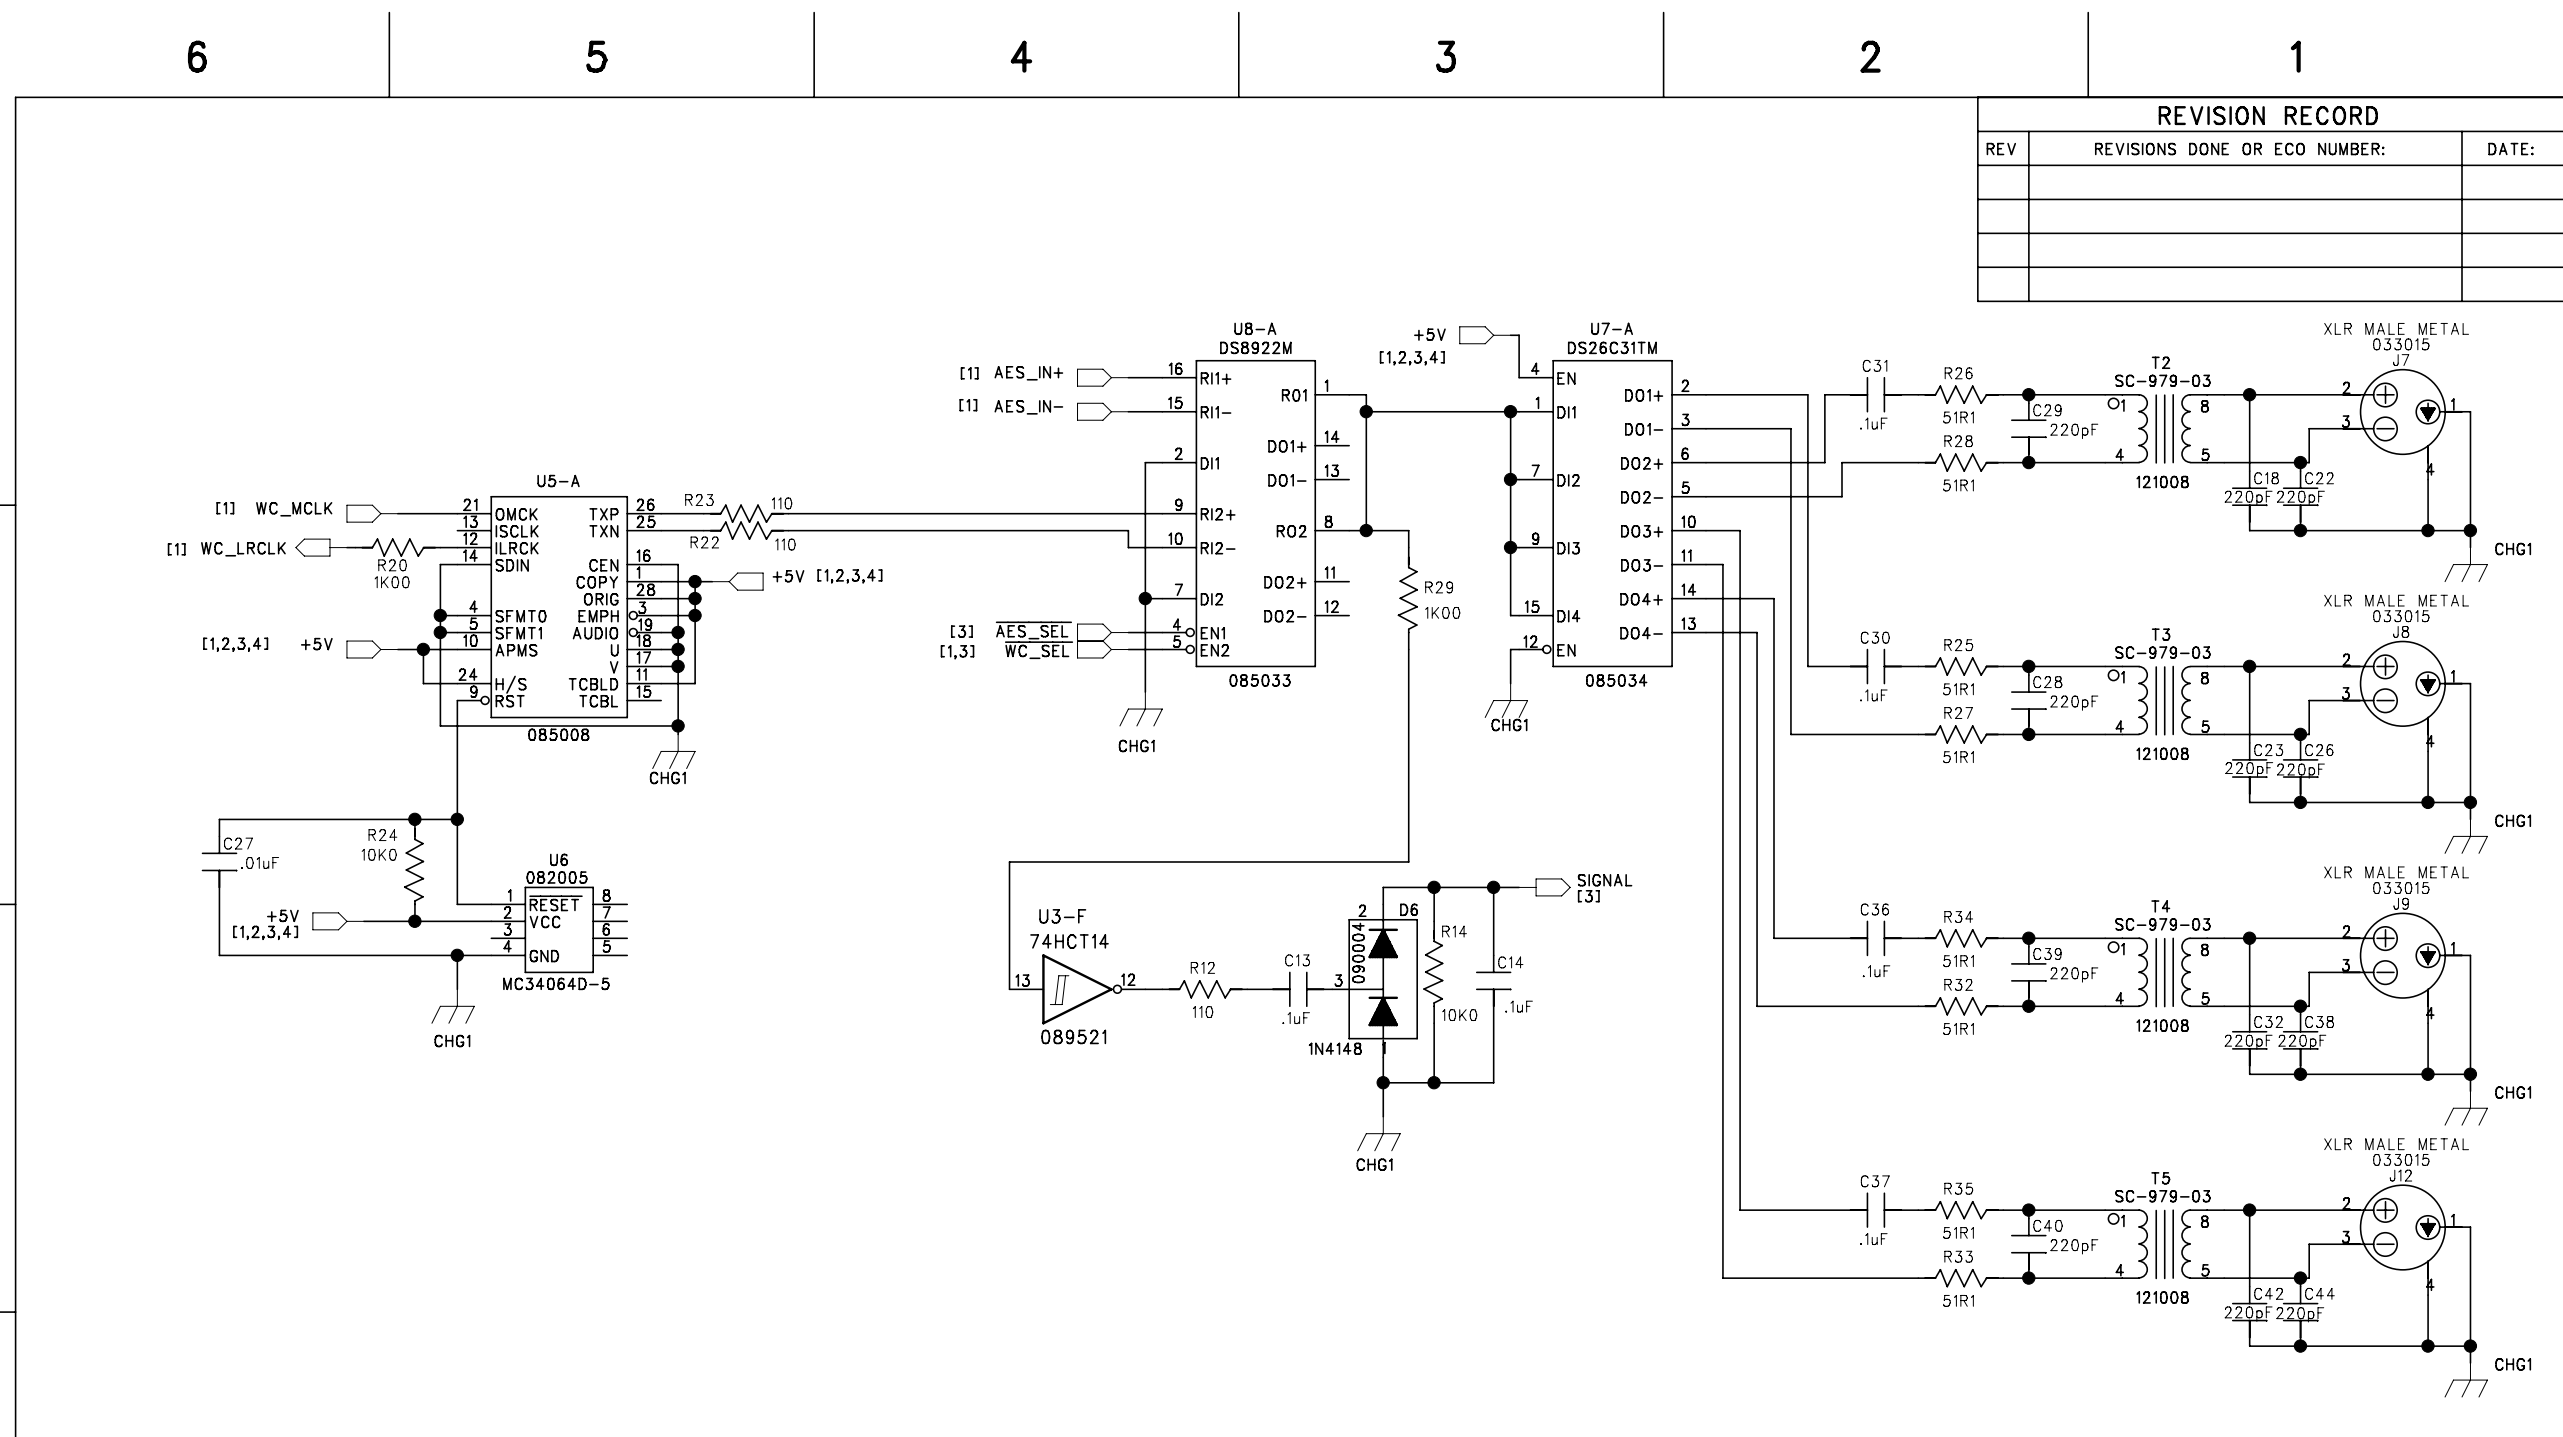 6 5 4 3 2 1
REVISION RECORD
REV REVISIONS DONE OR ECO NUMBER: DATE:
U5-A
[1] WC_MCLK
[1] WC_LRCLK
R20
1K00
[1,2,3,4] +5V
21 OMCK TXP 26
13 ISCLK TXN 25
12 ILRCK
14 SDIN CEN 16
COPY 1
ORIG 28
4 SFMT0 EMPH 3
5 SFMT1 AUDIO 19
10 APMS U 18
V 17
24 H/S TCBLD 11
9 RST TCBL 15
085008
R23 110
R22 110
+5V [1,2,3,4]
CHG1
C27
.01uF
R24
10K0
U6
082005
+5V
[1,2,3,4]
1 RESET 8
2 VCC 7
3 6
4 GND 5
MC34064D-5
CHG1
U8-A
DS8922M
[1] AES_IN+
[1] AES_IN-
16 RI1+
15 RI1-
RO1 1
DO1+ 14
2 DI1
DO1- 13
9 RI2+
RO2 8
10 RI2-
DO2+ 11
7 DI2
DO2- 12
[3] AES_SEL
4 EN1
[1,3] WC_SEL
5 EN2
085033
CHG1
R29
1K00
+5V
[1,2,3,4]
U7-A
DS26C31TM
4 EN
DO1+ 2
1 DI1
DO1- 3
DO2+ 6
7 DI2
DO2- 5
DO3+ 10
9 DI3
DO3- 11
DO4+ 14
15 DI4
DO4- 13
12 EN
085034
CHG1
U3-F
74HCT14
13 12
089521
R12
110
C13
.1uF
3
2 D6
090004
1N4148 1
R14
10K0
C14
.1uF
SIGNAL
[3]
CHG1
C31
.1uF
R26
51R1
R28
51R1
C29
220pF
T2
SC-979-03
1 8
4 5
121008
C18
220pF
C22
220pF
XLR MALE METAL
033015
J7
2
3
1
4
CHG1
C30
.1uF
R25
51R1
R27
51R1
C28
220pF
T3
SC-979-03
1 8
4 5
121008
C23
220pF
C26
220pF
XLR MALE METAL
033015
J8
2
3
1
4
CHG1
C36
.1uF
R34
51R1
R32
51R1
C39
220pF
T4
SC-979-03
1 8
4 5
121008
C32
220pF
C38
220pF
XLR MALE METAL
033015
J9
2
3
1
4
CHG1
C37
.1uF
R35
51R1
R33
51R1
C40
220pF
T5
SC-979-03
1 8
4 5
121008
C42
220pF
C44
220pF
XLR MALE METAL
033015
J12
2
3
1
4
CHG1